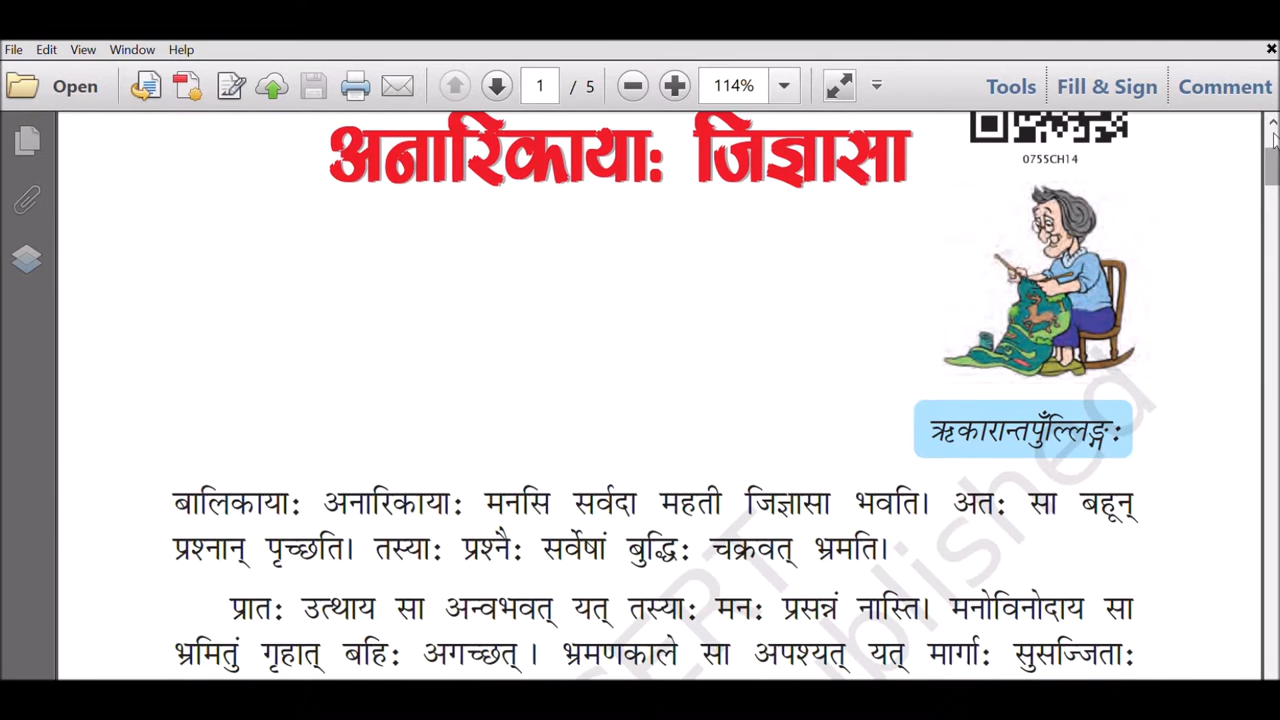 File Edit View Window Help
Open 1 / 5 114% Tools Fill & Sign Comment
अनारिकायाः जिज्ञासा
0755CH14
ऋकारान्तपुँल्लिङ्गः
बालिकायाः अनारिकायाः मनसि सर्वदा महती जिज्ञासा भवति। अतः सा बहून्
प्रश्नान् पृच्छति। तस्याः प्रश्नैः सर्वेषां बुद्धिः चक्रवत् भ्रमति।
प्रातः उत्थाय सा अन्वभवत् यत् तस्याः मनः प्रसन्नं नास्ति। मनोविनोदाय सा
भ्रमितुं गृहात् बहिः अगच्छत्। भ्रमणकाले सा अपश्यत् यत् मार्गाः सुसज्जिताः